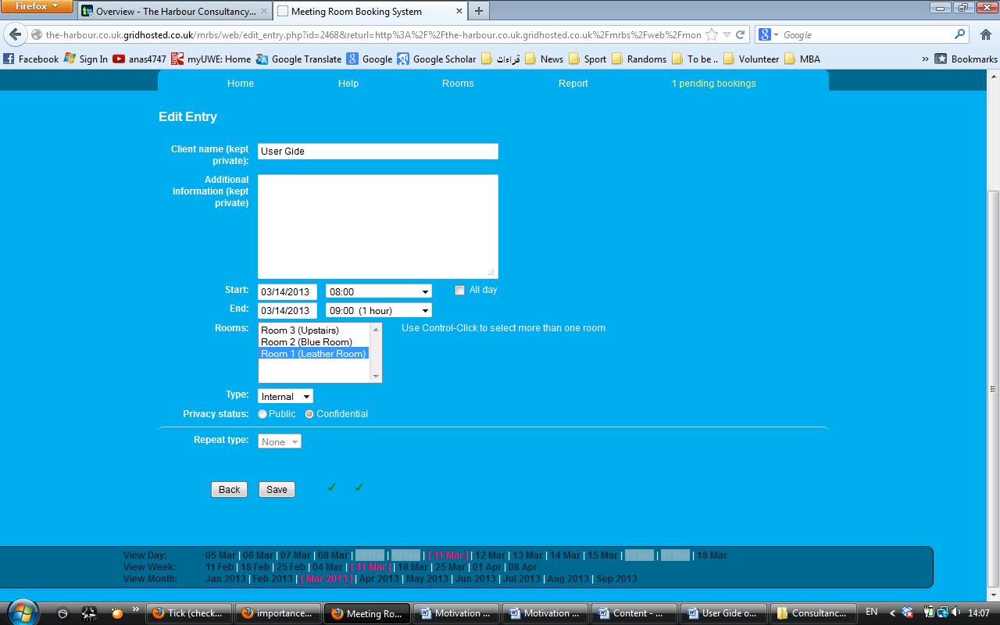 Firefox
Overview - The Harbour Consultancy...
Meeting Room Booking System
the-harbour.co.uk.gridhosted.co.uk/mrbs/web/edit_entry.php?id=2468&returl=http%3A%2F%2Fthe-harbour.co.uk.gridhosted.co.uk%2Fmrbs%2Fweb%2Fmon
Google
Facebook Sign In anas4747 myUWE: Home Google Translate Google Google Scholar قراءات News Sport Randoms To be .. Volunteer MBA » Bookmarks
Home Help Rooms Report 1 pending bookings
Edit Entry
Client name (kept private): User Gide
Additional information (kept private)
Start: 03/14/2013 08:00 All day
End: 03/14/2013 09:00 (1 hour)
Rooms: Room 3 (Upstairs) Use Control-Click to select more than one room
Room 2 (Blue Room)
Room 1 (Leather Room)
Type: Internal
Privacy status: Public Confidential
Repeat type: None
Back Save ✓ ✓
View Day: 05 Mar | 06 Mar | 07 Mar | 08 Mar | 09 Mar | 10 Mar | [ 11 Mar ] | 12 Mar | 13 Mar | 14 Mar | 15 Mar | 16 Mar | 17 Mar | 18 Mar
View Week: 11 Feb | 18 Feb | 25 Feb | 04 Mar | [ 11 Mar ] | 18 Mar | 25 Mar | 01 Apr | 08 Apr
View Month: Jan 2013 | Feb 2013 | [ Mar 2013 ] | Apr 2013 | May 2013 | Jun 2013 | Jul 2013 | Aug 2013 | Sep 2013
» Tick (chec... importance... Meeting Ro... Motivation ... Motivation ... Content - ... User Gide o... Consultanc... EN 14:07